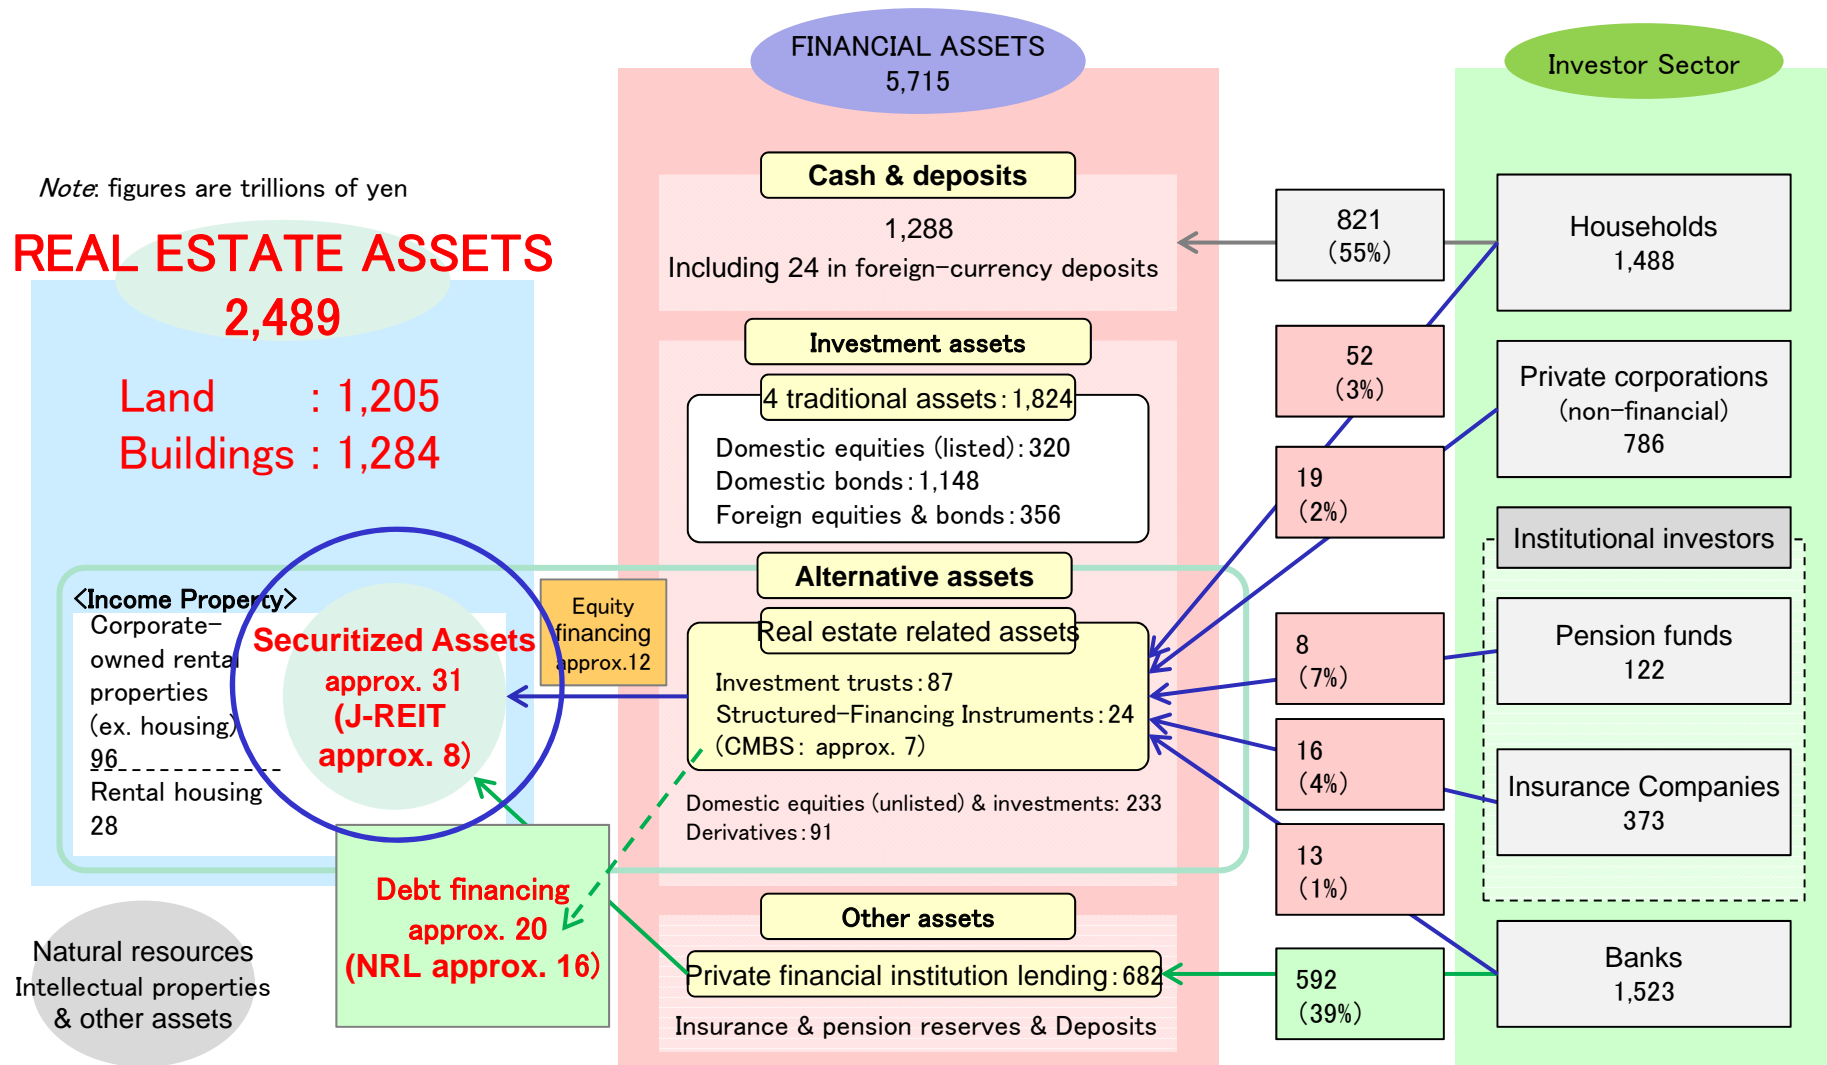 Note: figures are trillions of yen
REAL ESTATE ASSETS
2,489
Land : 1,205
Buildings : 1,284
<Income Property>
Corporate-
owned rental
properties
(ex. housing)
96
Rental housing
28
Securitized Assets
approx. 31
(J-REIT
approx. 8)
Equity
financing
approx.12
Debt financing
approx. 20
(NRL approx. 16)
Natural resources
Intellectual properties
& other assets
FINANCIAL ASSETS
5,715
Cash & deposits
1,288
Including 24 in foreign-currency deposits
Investment assets
4 traditional assets: 1,824
Domestic equities (listed): 320
Domestic bonds: 1,148
Foreign equities & bonds: 356
Alternative assets
Real estate related assets
Investment trusts: 87
Structured-Financing Instruments: 24
(CMBS: approx. 7)
Domestic equities (unlisted) & investments: 233
Derivatives: 91
Other assets
Private financial institution lending: 682
Insurance & pension reserves & Deposits
821
(55%)
52
(3%)
19
(2%)
8
(7%)
16
(4%)
13
(1%)
592
(39%)
Investor Sector
Households
1,488
Private corporations
(non-financial)
786
Institutional investors
Pension funds
122
Insurance Companies
373
Banks
1,523